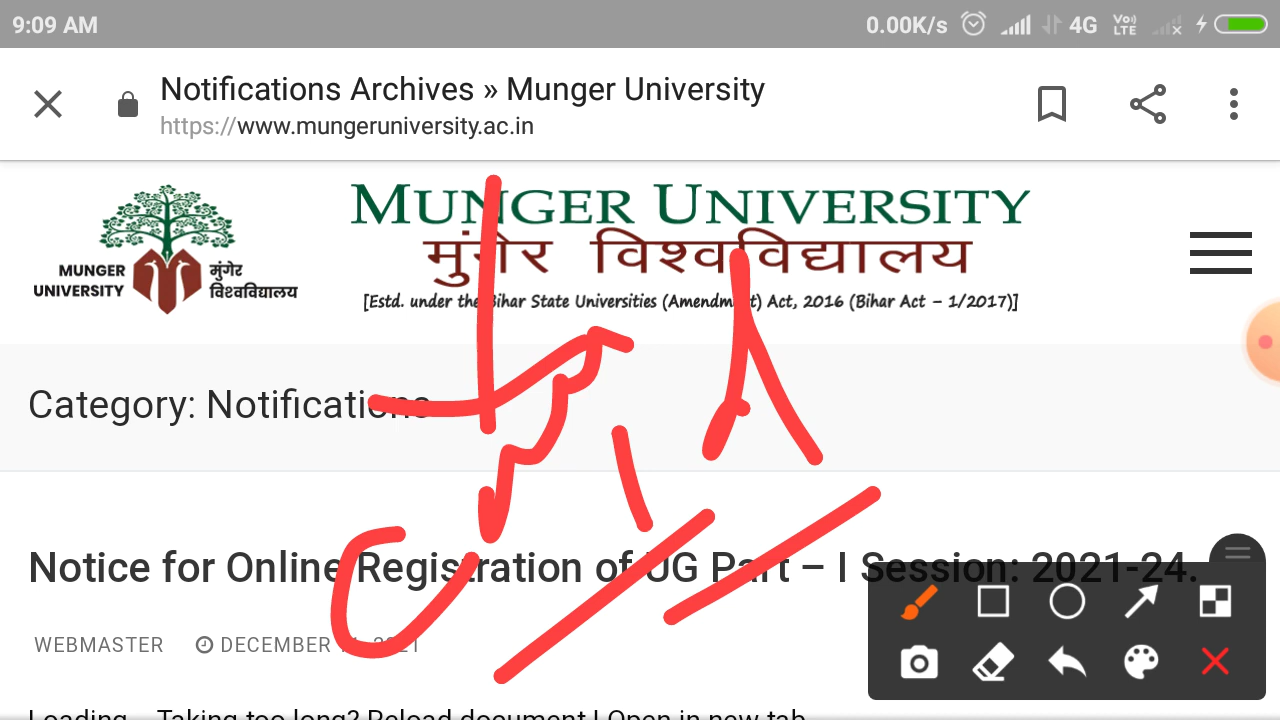 9:09 AM 0.00K/s 4G Vo) LTE
Notifications Archives » Munger University
https://www.mungeruniversity.ac.in
MUNGER UNIVERSITY
मुंगेर विश्वविद्यालय
MUNGER UNIVERSITY
मुंगेर विश्वविद्यालय
[Estd. under the Bihar State Universities (Amendment) Act, 2016 (Bihar Act – 1/2017)]
Category: Notifications
Notice for Online Registration of UG Part – I Session: 2021-24.
WEBMASTER DECEMBER 2021
Loading... Taking too long? Reload document | Open in new tab